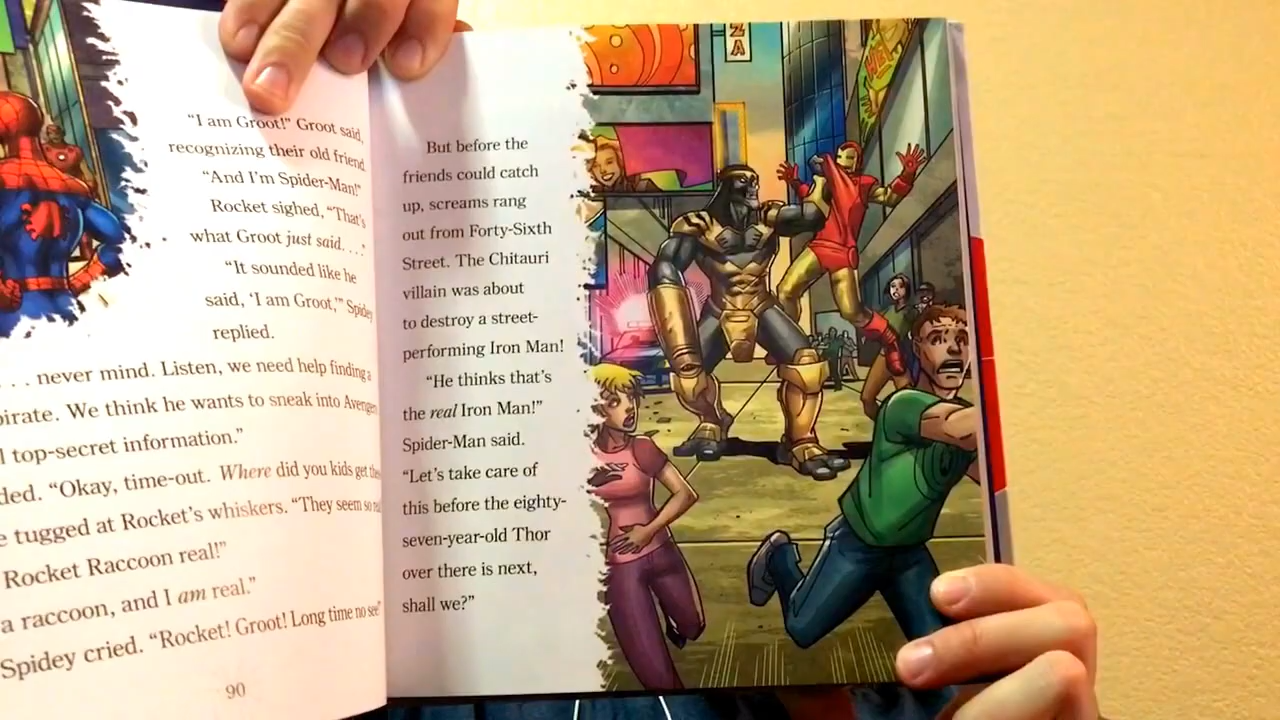 "I am Groot!" Groot said,
recognizing their old friend
"And I'm Spider-Man!"
Rocket sighed, "That's
what Groot just said. . . ."
"It sounded like he
said, 'I am Groot,'" Spidey
replied.
. . . never mind. Listen, we need help finding a
pirate. We think he wants to sneak into
top-secret information."
"Okay, time-out. Where did you kids get
tugged at Rocket's whiskers. "They seem so
Rocket Raccoon real!"
a raccoon, and I am real."
Spidey cried. "Rocket! Groot! Long time no see"
90
But before the
friends could catch
up, screams rang
out from Forty-Sixth
Street. The Chitauri
villain was about
to destroy a street-
performing Iron Man!
"He thinks that's
the real Iron Man!"
Spider-Man said.
"Let's take care of
this before the eighty-
seven-year-old Thor
over there is next,
shall we?"
ZA